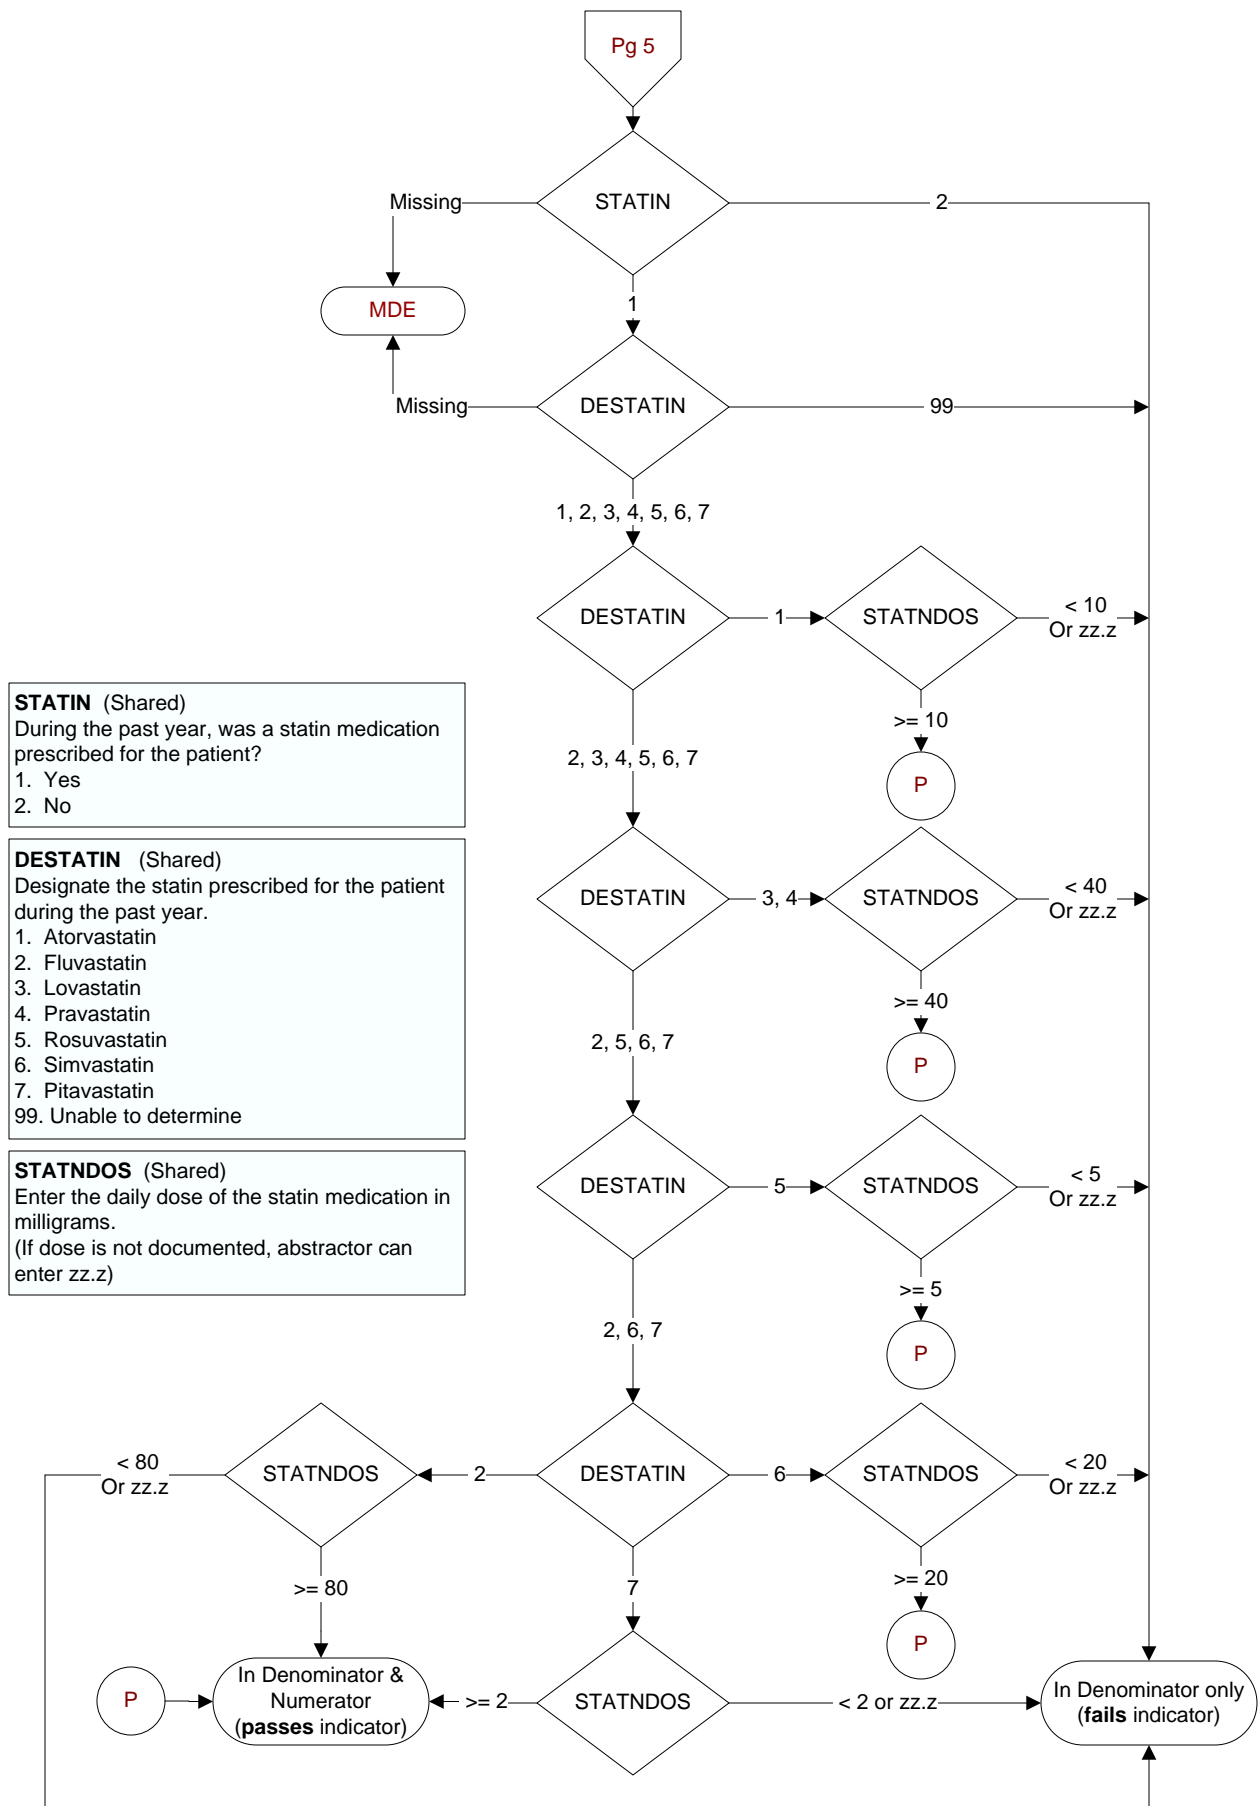 Pg 5
STATIN
Missing
2
MDE
1
DESTATIN
Missing
99
1, 2, 3, 4, 5, 6, 7
DESTATIN
1
STATNDOS
< 10
Or zz.z
>= 10
P
STATIN (Shared)
During the past year, was a statin medication
prescribed for the patient?
1. Yes
2. No
2, 3, 4, 5, 6, 7
DESTATIN (Shared)
Designate the statin prescribed for the patient
during the past year.
1. Atorvastatin
2. Fluvastatin
3. Lovastatin
4. Pravastatin
5. Rosuvastatin
6. Simvastatin
7. Pitavastatin
99. Unable to determine
DESTATIN
3, 4
STATNDOS
< 40
Or zz.z
>= 40
P
2, 5, 6, 7
STATNDOS (Shared)
Enter the daily dose of the statin medication in
milligrams.
(If dose is not documented, abstractor can
enter zz.z)
DESTATIN
5
STATNDOS
< 5
Or zz.z
>= 5
P
2, 6, 7
< 80
Or zz.z
STATNDOS
2
DESTATIN
6
STATNDOS
< 20
Or zz.z
>= 80
7
>= 20
P
P
In Denominator &
Numerator
(passes indicator)
>= 2
STATNDOS
< 2 or zz.z
In Denominator only
(fails indicator)